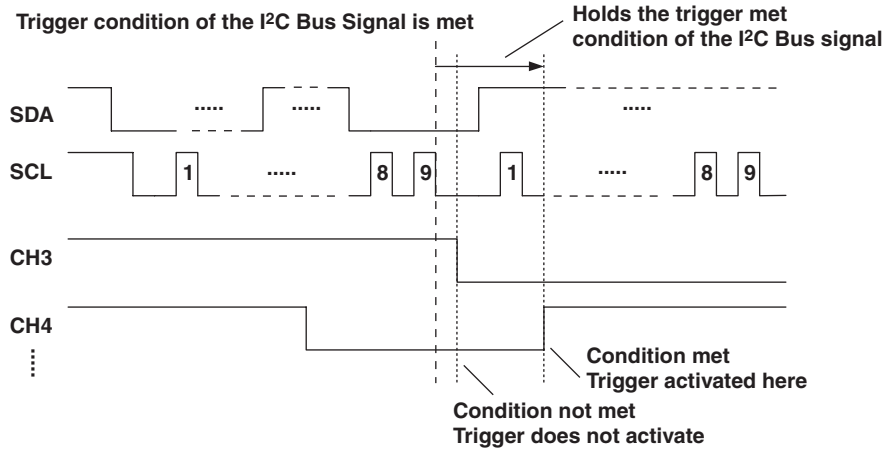 Trigger condition of the I²C Bus Signal is met
Holds the trigger met
condition of the I²C Bus signal
SDA
.....
.....
.....
SCL
1
.....
8
9
1
.....
8
9
CH3
CH4
Condition met
Trigger activated here
Condition not met
Trigger does not activate